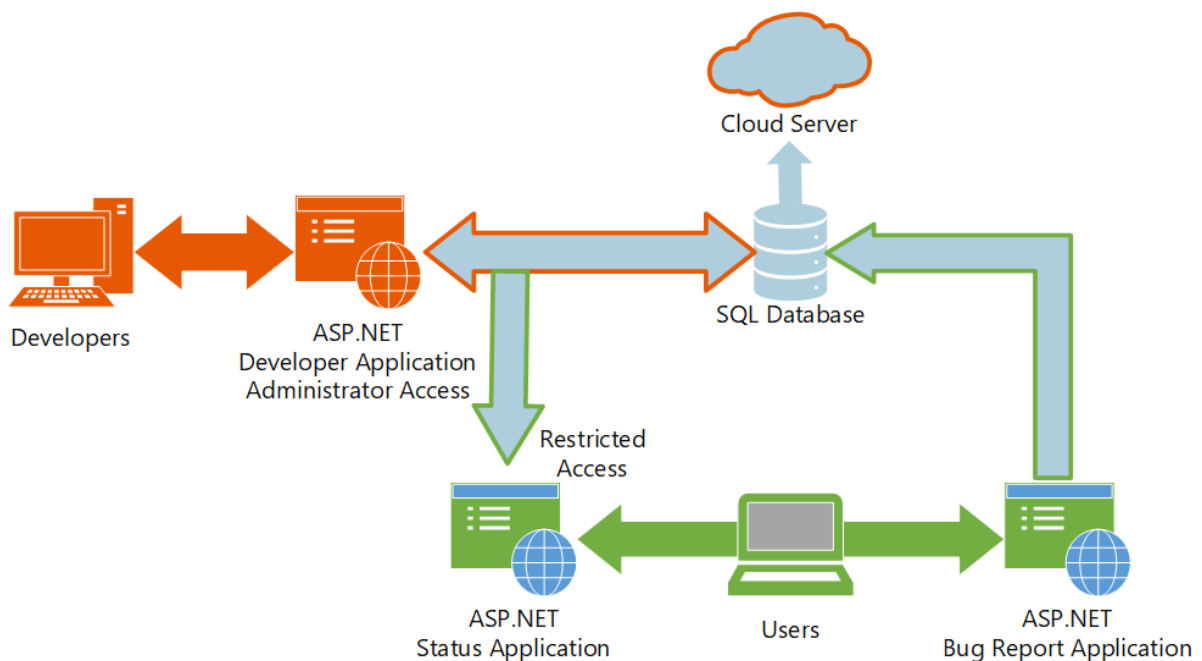 Cloud Server
Developers
ASP.NET
Developer Application
Administrator Access
SQL Database
Restricted
Access
ASP.NET
Status Application
Users
ASP.NET
Bug Report Application